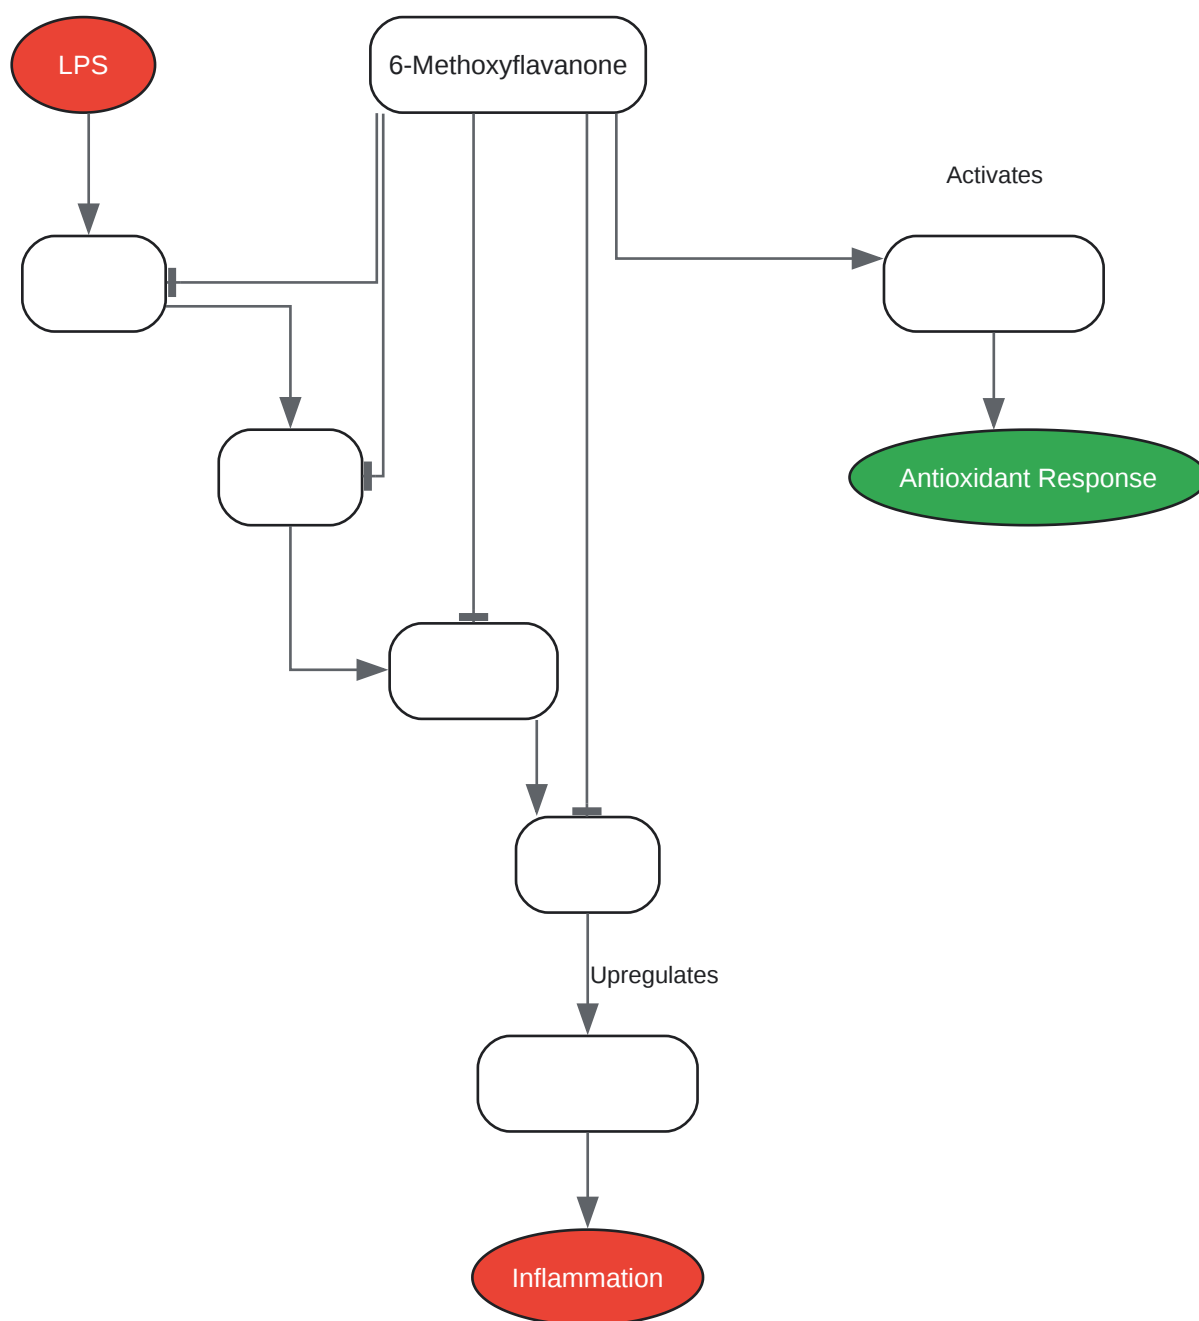 LPS
6-Methoxyflavanone
Activates
Antioxidant Response
Upregulates
Inflammation